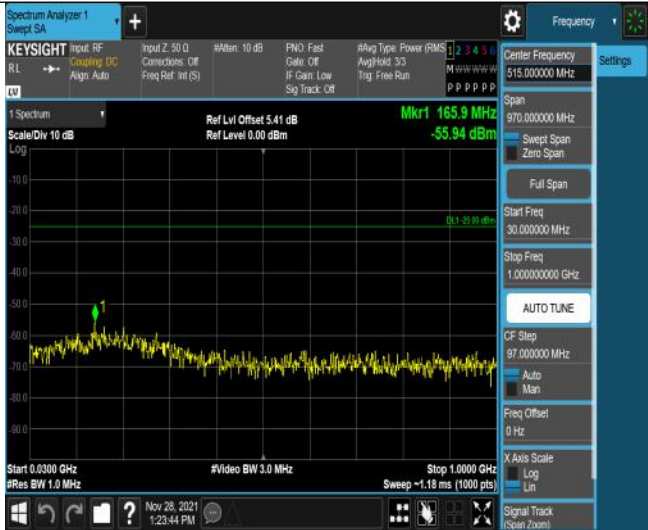 Spectrum Analyzer 1
Swept SA
+
Frequency
KEYSIGHT
RL
LV
Input: RF
Coupling: DC
Align: Auto
Input Z: 50 Ω
Corrections: Off
Freq Ref: Int (S)
#Atten: 10 dB
PNO: Fast
Gate: Off
IF Gain: Low
Sig Track: Off
#Avg Type: Power (RMS
Avg|Hold: 3/3
Trig: Free Run
1 2 3 4 5 6
M W W W W W
P P P P P P
Settings
1 Spectrum
Scale/Div 10 dB
Log
Ref Lvl Offset 5.41 dB
Ref Level 0.00 dBm
Mkr1 165.9 MHz
-55.94 dBm
-10.0
-20.0
DL1 -25.00 dBm
-30.0
-40.0
-50.0
1
-60.0
-70.0
-80.0
-90.0
Start 0.0300 GHz
#Res BW 1.0 MHz
#Video BW 3.0 MHz
Stop 1.0000 GHz
Sweep ~1.18 ms (1000 pts)
Center Frequency
515.000000 MHz
Span
970.000000 MHz
Swept Span
Zero Span
Full Span
Start Freq
30.000000 MHz
Stop Freq
1.000000000 GHz
AUTO TUNE
CF Step
97.000000 MHz
Auto
Man
Freq Offset
0 Hz
X Axis Scale
Log
Lin
Signal Track
(Span Zoom)
?
Nov 28, 2021
1:23:44 PM